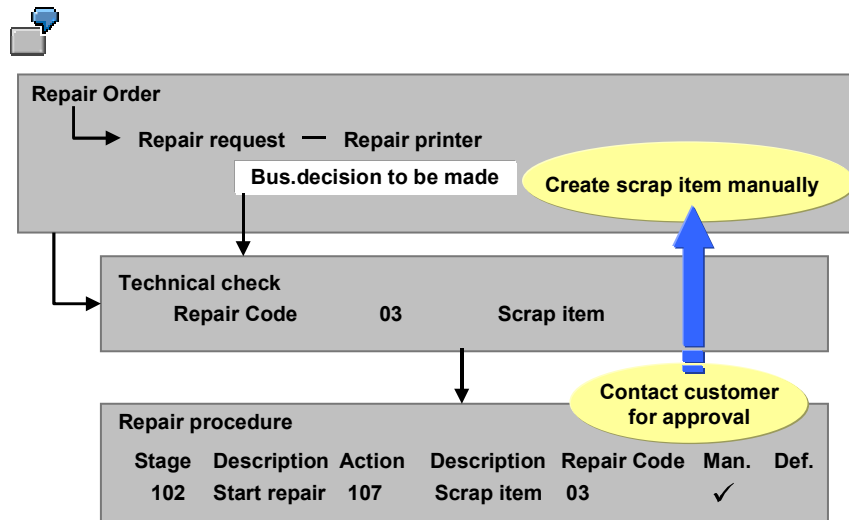 Repair Order
Repair request — Repair printer
Bus.decision to be made
Create scrap item manually
Technical check
Repair Code 03 Scrap item
Contact customer
for approval
Repair procedure
Stage Description Action Description Repair Code Man. Def.
102 Start repair 107 Scrap item 03 ✓